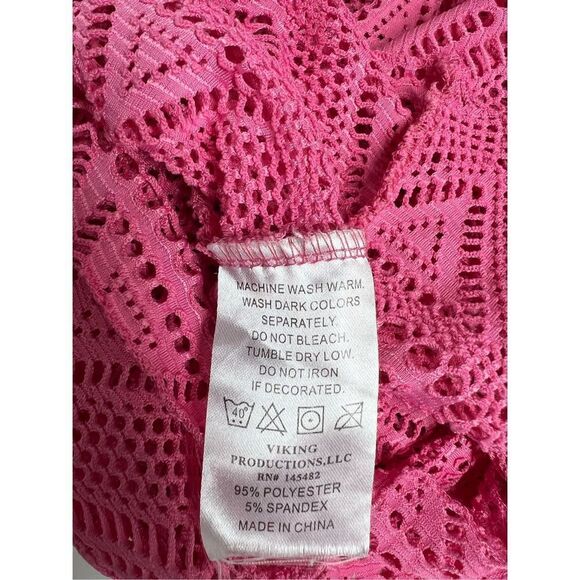 MACHINE WASH WARM.
WASH DARK COLORS
SEPARATELY.
DO NOT BLEACH.
TUMBLE DRY LOW.
DO NOT IRON
IF DECORATED.
40°
VIKING
PRODUCTIONS,LLC
RN# 145482
95% POLYESTER
5% SPANDEX
MADE IN CHINA